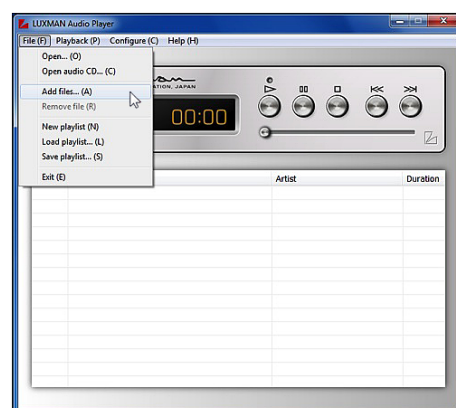 LUXMAN Audio Player
File (F) Playback (P) Configure (C) Help (H)
Open... (O)
Open audio CD... (C)
Add files... (A)
Remove file (R)
New playlist (N)
Load playlist... (L)
Save playlist... (S)
Exit (E)
ATION, JAPAN
00:00
Artist Duration